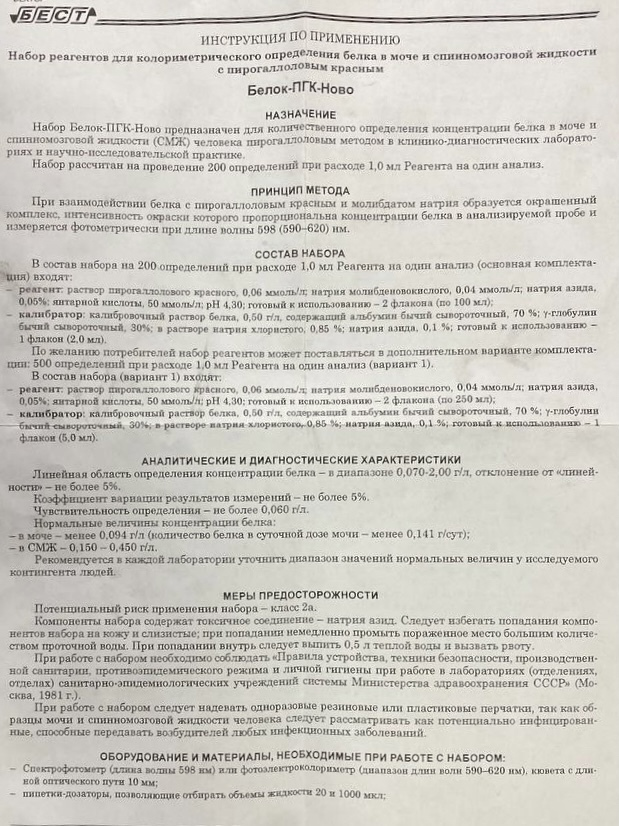 БЕСТ
ИНСТРУКЦИЯ ПО ПРИМЕНЕНИЮ
Набор реагентов для колориметрического определения белка в моче и спинномозговой жидкости
с пирогаллоловым красным
Белок-ПГК-Ново
НАЗНАЧЕНИЕ
Набор Белок-ПГК-Ново предназначен для количественного определения концентрации белка в моче и
спинномозговой жидкости (СМЖ) человека пирогаллоловым методом в клинико-диагностических лаборато-
риях и научно-исследовательской практике.
Набор рассчитан на проведение 200 определений при расходе 1,0 мл Реагента на один анализ.
ПРИНЦИП МЕТОДА
При взаимодействии белка с пирогаллоловым красным и молибдатом натрия образуется окрашенный
комплекс, интенсивность окраски которого пропорциональна концентрации белка в анализируемой пробе и
измеряется фотометрически при длине волны 598 (590–620) нм.
СОСТАВ НАБОРА
В состав набора на 200 определений при расходе 1,0 мл Реагента на один анализ (основная комплекта-
ция) входят:
– реагент: раствор пирогаллолового красного, 0,06 ммоль/л; натрия молибденовокислого, 0,04 ммоль/л; натрия азида,
0,05%; янтарной кислоты, 50 ммоль/л; pH 4,30; готовый к использованию – 2 флакона (по 100 мл);
– калибратор: калибровочный раствор белка, 0,50 г/л, содержащий альбумин бычий сывороточный, 70 %; γ-глобулин
бычий сывороточный, 30%; в растворе натрия хлористого, 0,85 %; натрия азида, 0,1 %; готовый к использованию –
1 флакон (2,0 мл).
По желанию потребителей набор реагентов может поставляться в дополнительном варианте комплекта-
ции: 500 определений при расходе 1,0 мл Реагента на один анализ (вариант 1).
В состав набора (вариант 1) входят:
– реагент: раствор пирогаллолового красного, 0,06 ммоль/л; натрия молибденовокислого, 0,04 ммоль/л; натрия азида,
0,05%; янтарной кислоты, 50 ммоль/л; pH 4,30; готовый к использованию – 2 флакона (по 250 мл);
– калибратор: калибровочный раствор белка, 0,50 г/л, содержащий альбумин бычий сывороточный, 70 %; γ-глобулин
бычий сывороточный, 30%; в растворе натрия хлористого, 0,85 %; натрия азида, 0,1 %; готовый к использованию – 1
флакон (5,0 мл).
АНАЛИТИЧЕСКИЕ И ДИАГНОСТИЧЕСКИЕ ХАРАКТЕРИСТИКИ
Линейная область определения концентрации белка – в диапазоне 0,070-2,00 г/л, отклонение от «линей-
ности» – не более 5%.
Коэффициент вариации результатов измерений – не более 5%.
Чувствительность определения – не более 0,060 г/л.
Нормальные величины концентрации белка:
– в моче – менее 0,094 г/л (количество белка в суточной дозе мочи – менее 0,141 г/сут);
– в СМЖ – 0,150 – 0,450 г/л.
Рекомендуется в каждой лаборатории уточнить диапазон значений нормальных величин у исследуемого
контингента людей.
МЕРЫ ПРЕДОСТОРОЖНОСТИ
Потенциальный риск применения набора – класс 2а.
Компоненты набора содержат токсичное соединение – натрия азид. Следует избегать попадания компо-
нентов набора на кожу и слизистые; при попадании немедленно промыть пораженное место большим количе-
ством проточной воды. При попадании внутрь следует выпить 0,5 л теплой воды и вызвать рвоту.
При работе с набором необходимо соблюдать «Правила устройства, техники безопасности, производствен-
ной санитарии, противоэпидемического режима и личной гигиены при работе в лабораториях (отделениях,
отделах) санитарно-эпидемиологических учреждений системы Министерства здравоохранения СССР» (Мо-
сква, 1981 г.).
При работе с набором следует надевать одноразовые резиновые или пластиковые перчатки, так как об-
разцы мочи и спинномозговой жидкости человека следует рассматривать как потенциально инфицирован-
ные, способные передавать возбудителей любых инфекционных заболеваний.
ОБОРУДОВАНИЕ И МАТЕРИАЛЫ, НЕОБХОДИМЫЕ ПРИ РАБОТЕ С НАБОРОМ:
– Спектрофотометр (длина волны 598 нм) или фотоэлектроколориметр (диапазон длин волн 590–620 нм), кювета с дли-
ной оптического пути 10 мм;
– пипетки-дозаторы, позволяющие отбирать объемы жидкости 20 и 1000 мкл;